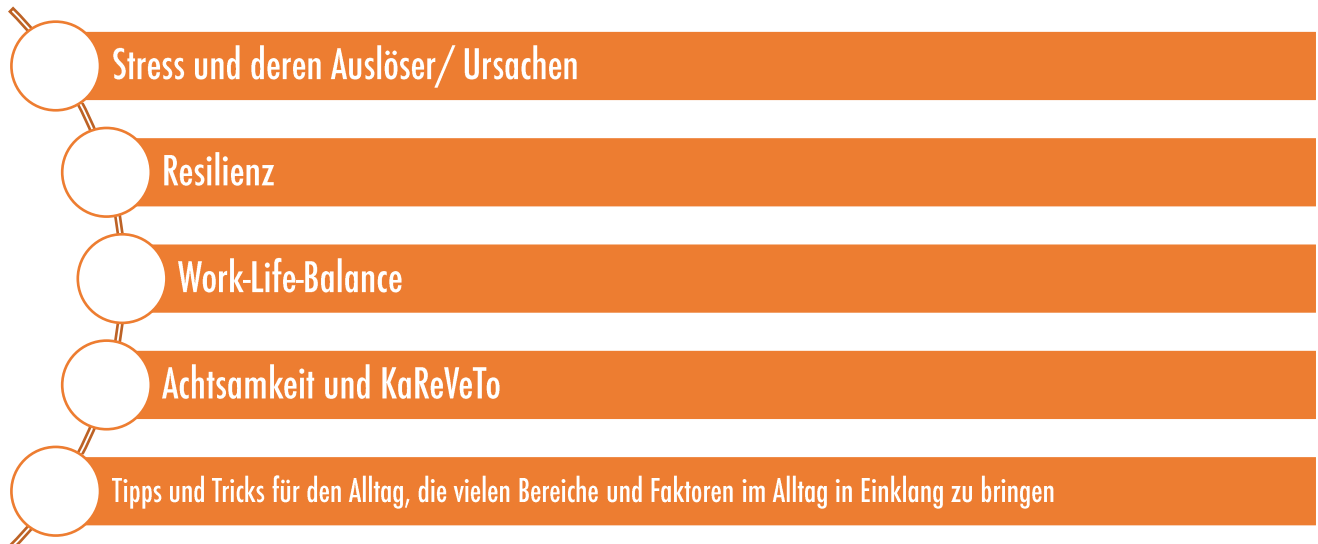 Stress und deren Auslöser/ Ursachen
Resilienz
Work-Life-Balance
Achtsamkeit und KaReVeTo
Tipps und Tricks für den Alltag, die vielen Bereiche und Faktoren im Alltag in Einklang zu bringen